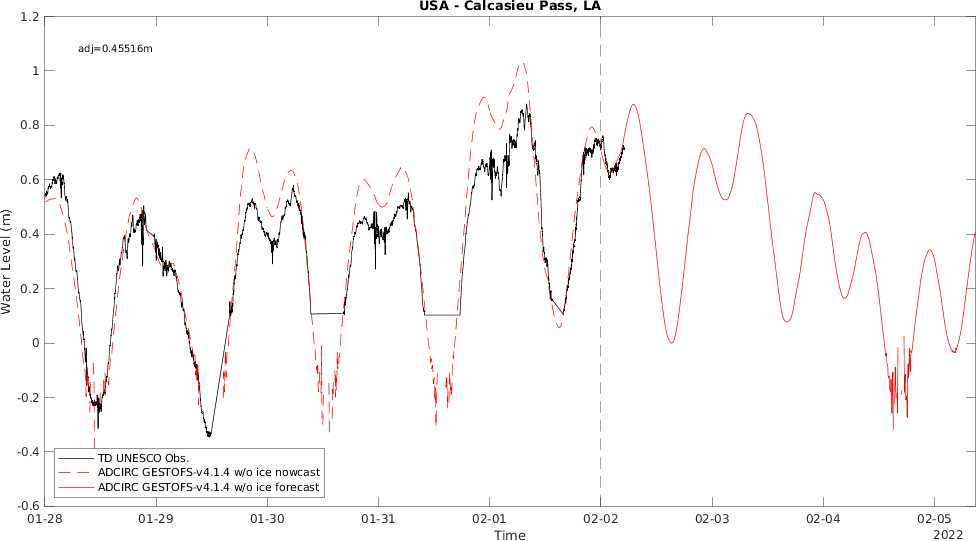 USA - Calcasieu Pass, LA
1.2
adj=0.45516m
1
0.8
0.6
0.4
0.2
0
-0.2
-0.4
-0.6
Water Level (m)
TD UNESCO Obs.
ADCIRC GESTOFS-v4.1.4 w/o ice nowcast
ADCIRC GESTOFS-v4.1.4 w/o ice forecast
01-28 01-29 01-30 01-31 02-01 02-02 02-03 02-04 02-05
Time
2022